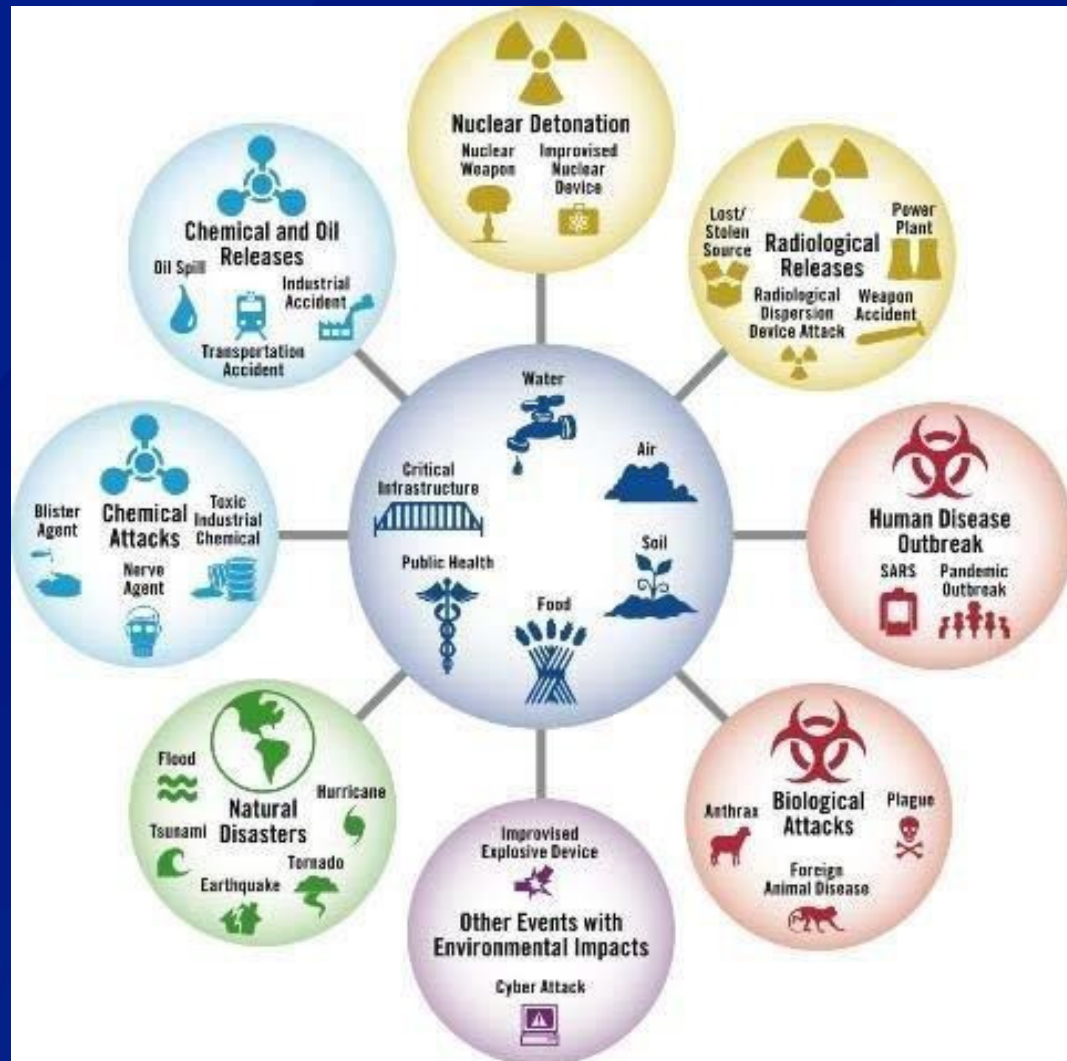 Nuclear Detonation
Nuclear
Weapon
Improvised
Nuclear
Device
Radiological
Releases
Lost/
Stolen
Source
Power
Plant
Radiological
Dispersion
Device Attack
Weapon
Accident
Human Disease
Outbreak
SARS
Pandemic
Outbreak
Biological
Attacks
Anthrax
Plague
Foreign
Animal Disease
Improvised
Explosive Device
Other Events with
Environmental Impacts
Cyber Attack
Flood
Hurricane
Natural
Disasters
Tsunami
Tornado
Earthquake
Blister
Agent
Chemical
Attacks
Toxic
Industrial
Chemical
Nerve
Agent
Chemical and Oil
Releases
Oil Spill
Industrial
Accident
Transportation
Accident
Water
Air
Critical
Infrastructure
Soil
Public Health
Food